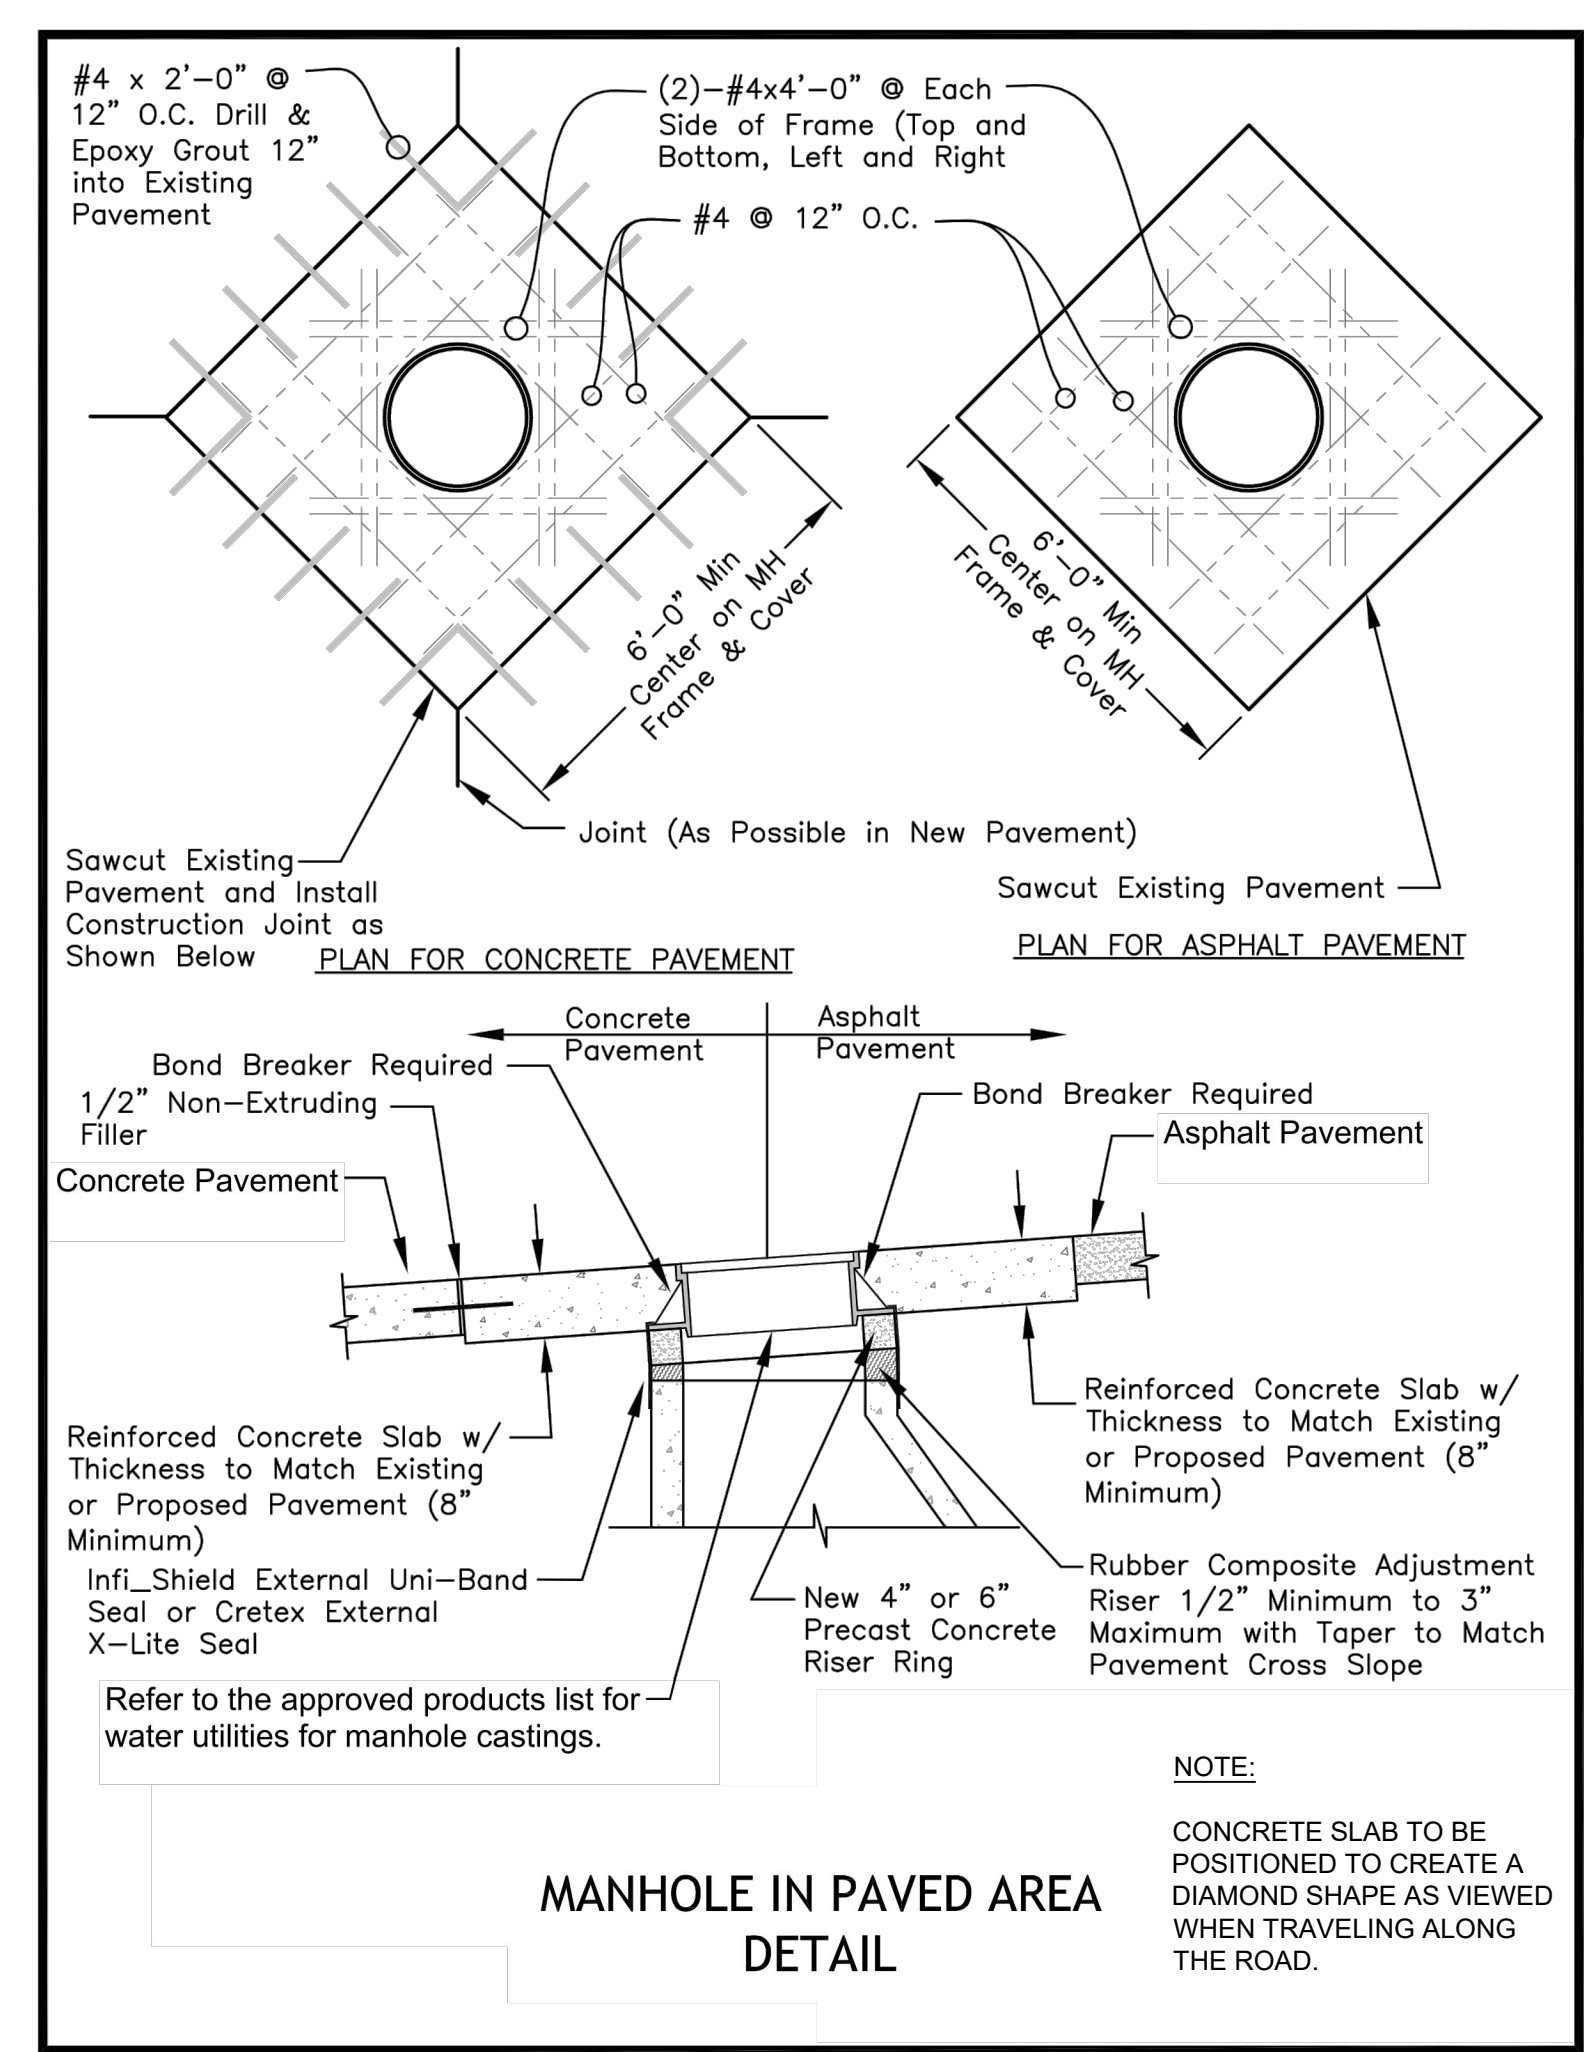 #4 x 2'-0" @
12" O.C. Drill &
Epoxy Grout 12"
into Existing
Pavement
(2)-#4x4'-0" @ Each
Side of Frame (Top and
Bottom, Left and Right
#4 @ 12" O.C.
6'-0" Min
Center on MH
Frame & Cover
6'-0" Min
Center on MH
Frame & Cover
Joint (As Possible in New Pavement)
Sawcut Existing
Pavement and Install
Construction Joint as
Shown Below
PLAN FOR CONCRETE PAVEMENT
Sawcut Existing Pavement
PLAN FOR ASPHALT PAVEMENT
Concrete
Pavement
Asphalt
Pavement
Bond Breaker Required
1/2" Non-Extruding
Filler
Concrete Pavement
Bond Breaker Required
Asphalt Pavement
Reinforced Concrete Slab w/
Thickness to Match Existing
or Proposed Pavement (8"
Minimum)
Infi_Shield External Uni-Band
Seal or Cretex External
X-Lite Seal
Refer to the approved products list for
water utilities for manhole castings.
New 4" or 6"
Precast Concrete
Riser Ring
Reinforced Concrete Slab w/
Thickness to Match Existing
or Proposed Pavement (8"
Minimum)
Rubber Composite Adjustment
Riser 1/2" Minimum to 3"
Maximum with Taper to Match
Pavement Cross Slope
MANHOLE IN PAVED AREA
DETAIL
NOTE:
CONCRETE SLAB TO BE
POSITIONED TO CREATE A
DIAMOND SHAPE AS VIEWED
WHEN TRAVELING ALONG
THE ROAD.